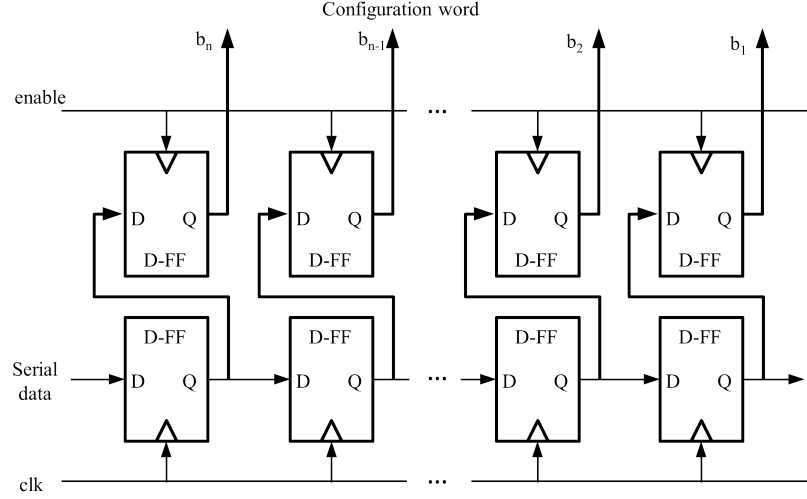 Configuration word
bn bn-1 b2 b1
enable ...
D Q D Q D Q D Q
D-FF D-FF D-FF D-FF
D-FF D-FF D-FF D-FF
Serial
data
D Q D Q ... D Q D Q
clk ...